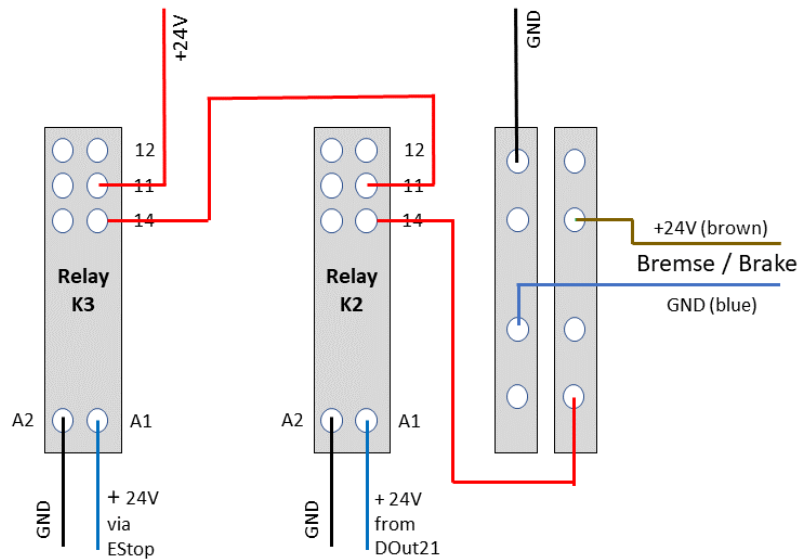 +24V
GND
12
11
14
Relay
K3
A2
A1
GND
+ 24V
via
EStop
12
11
14
Relay
K2
A2
A1
GND
+ 24V
from
DOut21
+24V (brown)
Bremse / Brake
GND (blue)